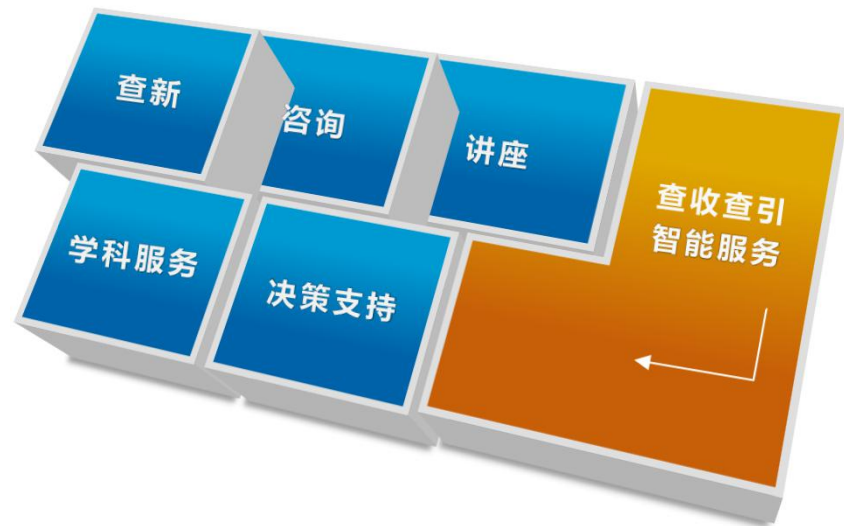 查新
咨询
讲座
查收查引
智能服务
学科服务
决策支持